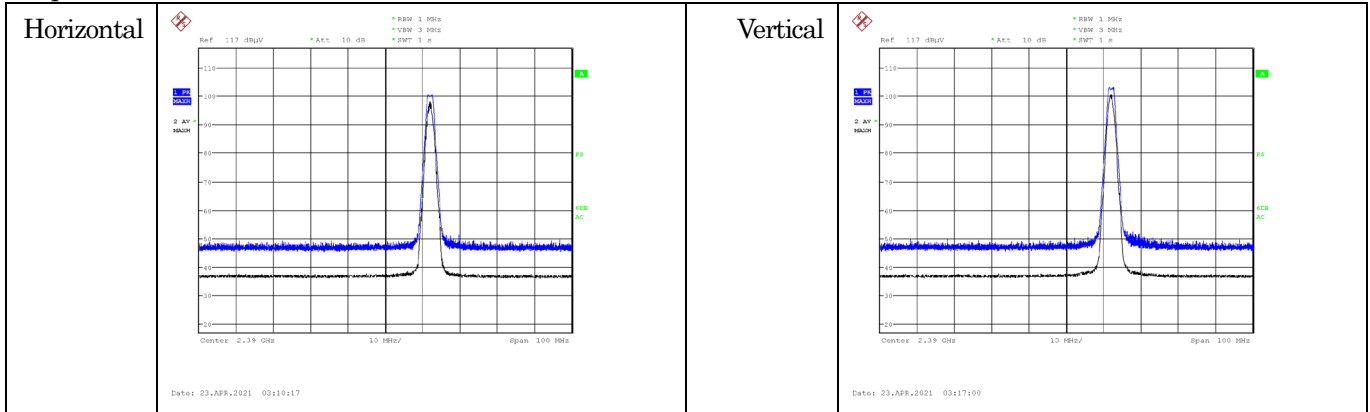 Horizontal
* RBW 1 MHz
* VBW 3 MHz
Ref 117 dBµV * Att 10 dB * SWT 1 s
110
A
1 PK
MAXH
100
2 AV *
MAXH
90
80
PS
70
60
6DB
AC
50
40
30
20
Center 2.39 GHz 10 MHz/ Span 100 MHz
Date: 23.APR.2021 03:10:17
Vertical
* RBW 1 MHz
* VBW 3 MHz
Ref 117 dBµV * Att 10 dB * SWT 1 s
110
A
1 PK
MAXH
100
2 AV *
MAXH
90
80
PS
70
60
6DB
AC
50
40
30
20
Center 2.39 GHz 10 MHz/ Span 100 MHz
Date: 23.APR.2021 03:17:00